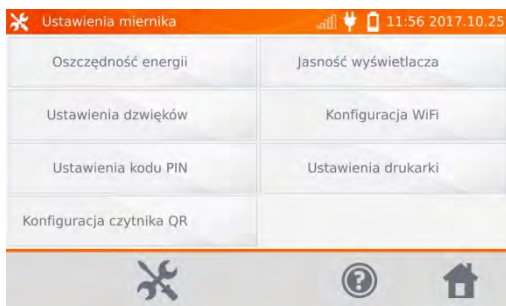 Ustawienia miernika 11:56 2017.10.25
Oszczędność energii Jasność wyświetlacza
Ustawienia dzwięków Konfiguracja WiFi
Ustawienia kodu PIN Ustawienia drukarki
Konfiguracja czytnika QR